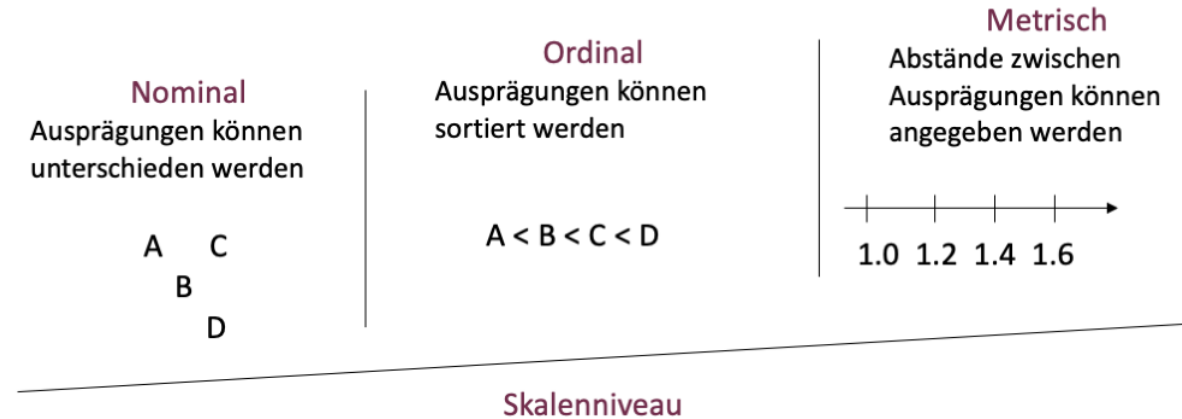 Nominal
Ausprägungen können
unterschieden werden
A C
B
D
Ordinal
Ausprägungen können
sortiert werden
A < B < C < D
Metrisch
Abstände zwischen
Ausprägungen können
angegeben werden
1.0 1.2 1.4 1.6
Skalenniveau